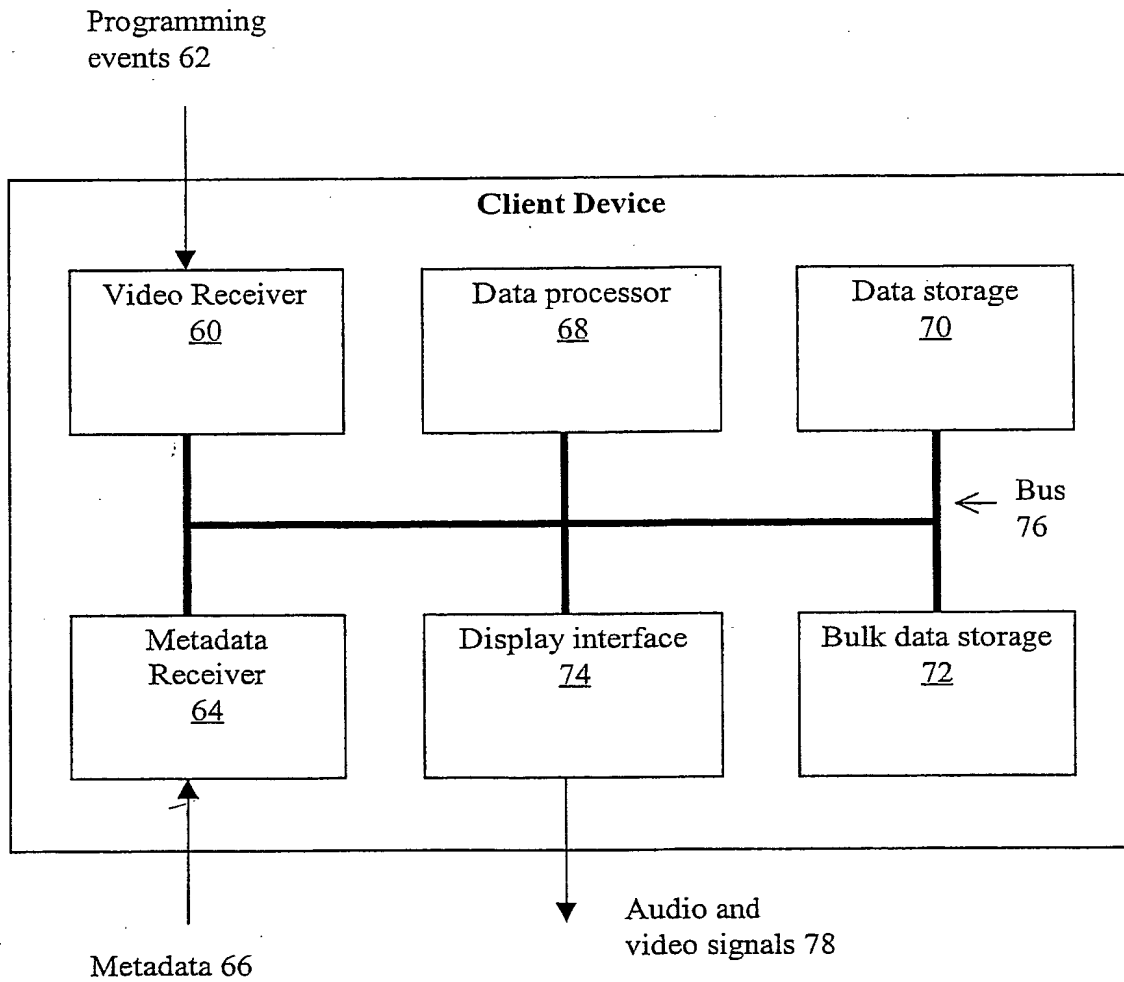 Programming
events 62
Client Device
Video Receiver
60
Data processor
68
Data storage
70
Bus
76
Metadata
Receiver
64
Display interface
74
Bulk data storage
72
Audio and
video signals 78
Metadata 66